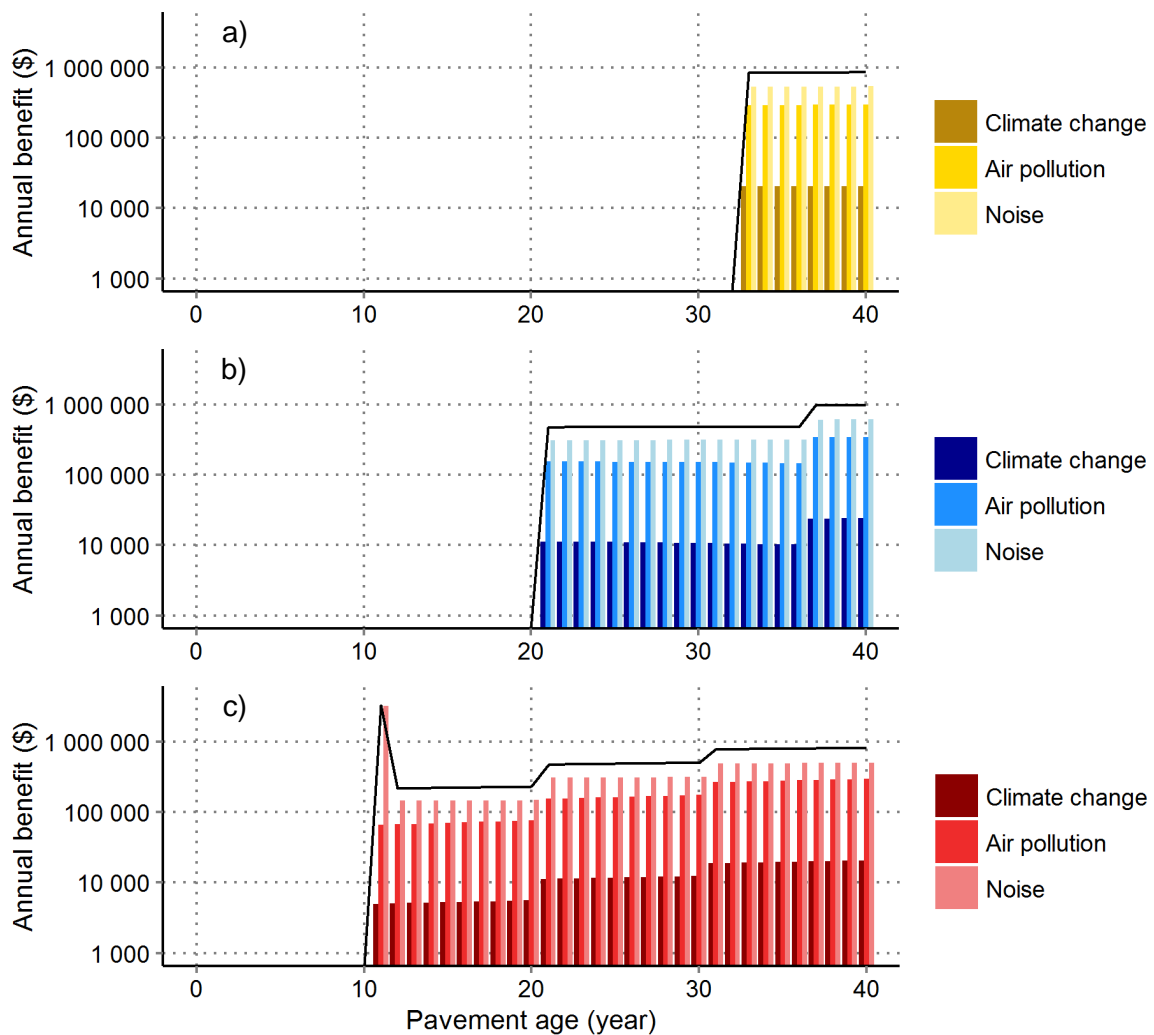 a)
Annual benefit ($)
1 000 000
100 000
10 000
1 000
0 10 20 30 40
Climate change
Air pollution
Noise
b)
Annual benefit ($)
1 000 000
100 000
10 000
1 000
0 10 20 30 40
Climate change
Air pollution
Noise
c)
Annual benefit ($)
1 000 000
100 000
10 000
1 000
0 10 20 30 40
Climate change
Air pollution
Noise
Pavement age (year)